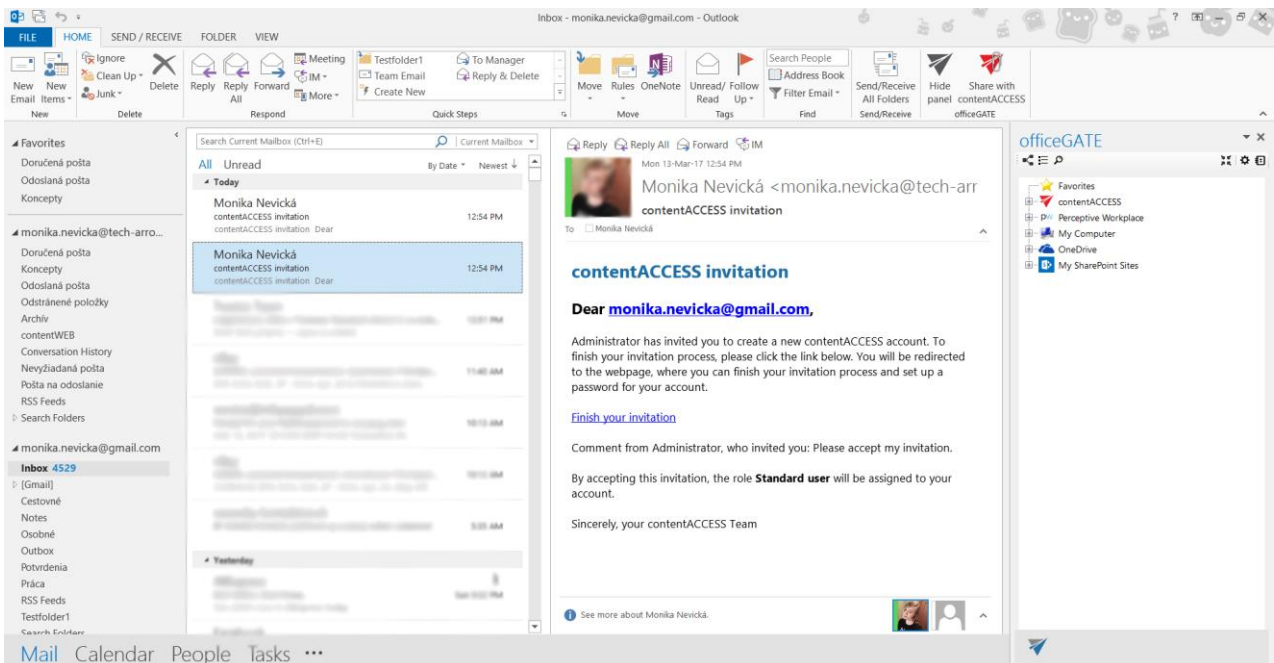 Inbox - monika.nevicka@gmail.com - Outlook
FILE HOME SEND / RECEIVE FOLDER VIEW
New Email
New Items
New
Ignore
Clean Up
Junk
Delete
Delete
Reply
Reply All
Forward
Meeting
IM
More
Respond
Testfolder1
Team Email
Create New
To Manager
Reply & Delete
Quick Steps
Move
Rules
OneNote
Move
Unread/ Read
Follow Up
Tags
Search People
Address Book
Filter Email
Find
Send/Receive All Folders
Send/Receive
Hide panel
Share with contentACCESS
officeGATE
Favorites
Doručená pošta
Odoslaná pošta
Koncepty
monika.nevicka@tech-arro...
Doručená pošta
Koncepty
Odoslaná pošta
Odstránené položky
Archív
contentWEB
Conversation History
Nevyžiadaná pošta
Pošta na odoslanie
RSS Feeds
Search Folders
monika.nevicka@gmail.com
Inbox 4529
[Gmail]
Cestovné
Notes
Osobné
Outbox
Potvrdenia
Práca
RSS Feeds
Testfolder1
Search Folders
Search Current Mailbox (Ctrl+E) Current Mailbox
All Unread By Date Newest
Today
Monika Nevická
contentACCESS invitation 12:54 PM
contentACCESS invitation Dear
Monika Nevická
contentACCESS invitation 12:54 PM
contentACCESS invitation Dear
Yesterday
Reply Reply All Forward IM
Mon 13-Mar-17 12:54 PM
Monika Nevická <monika.nevicka@tech-arr
contentACCESS invitation
To Monika Nevická
contentACCESS invitation
Dear monika.nevicka@gmail.com,
Administrator has invited you to create a new contentACCESS account. To
finish your invitation process, please click the link below. You will be redirected
to the webpage, where you can finish your invitation process and set up a
password for your account.
Finish your invitation
Comment from Administrator, who invited you: Please accept my invitation.
By accepting this invitation, the role Standard user will be assigned to your
account.
Sincerely, your contentACCESS Team
See more about Monika Nevická.
officeGATE
Favorites
contentACCESS
Perceptive Workplace
My Computer
OneDrive
My SharePoint Sites
Mail Calendar People Tasks •••